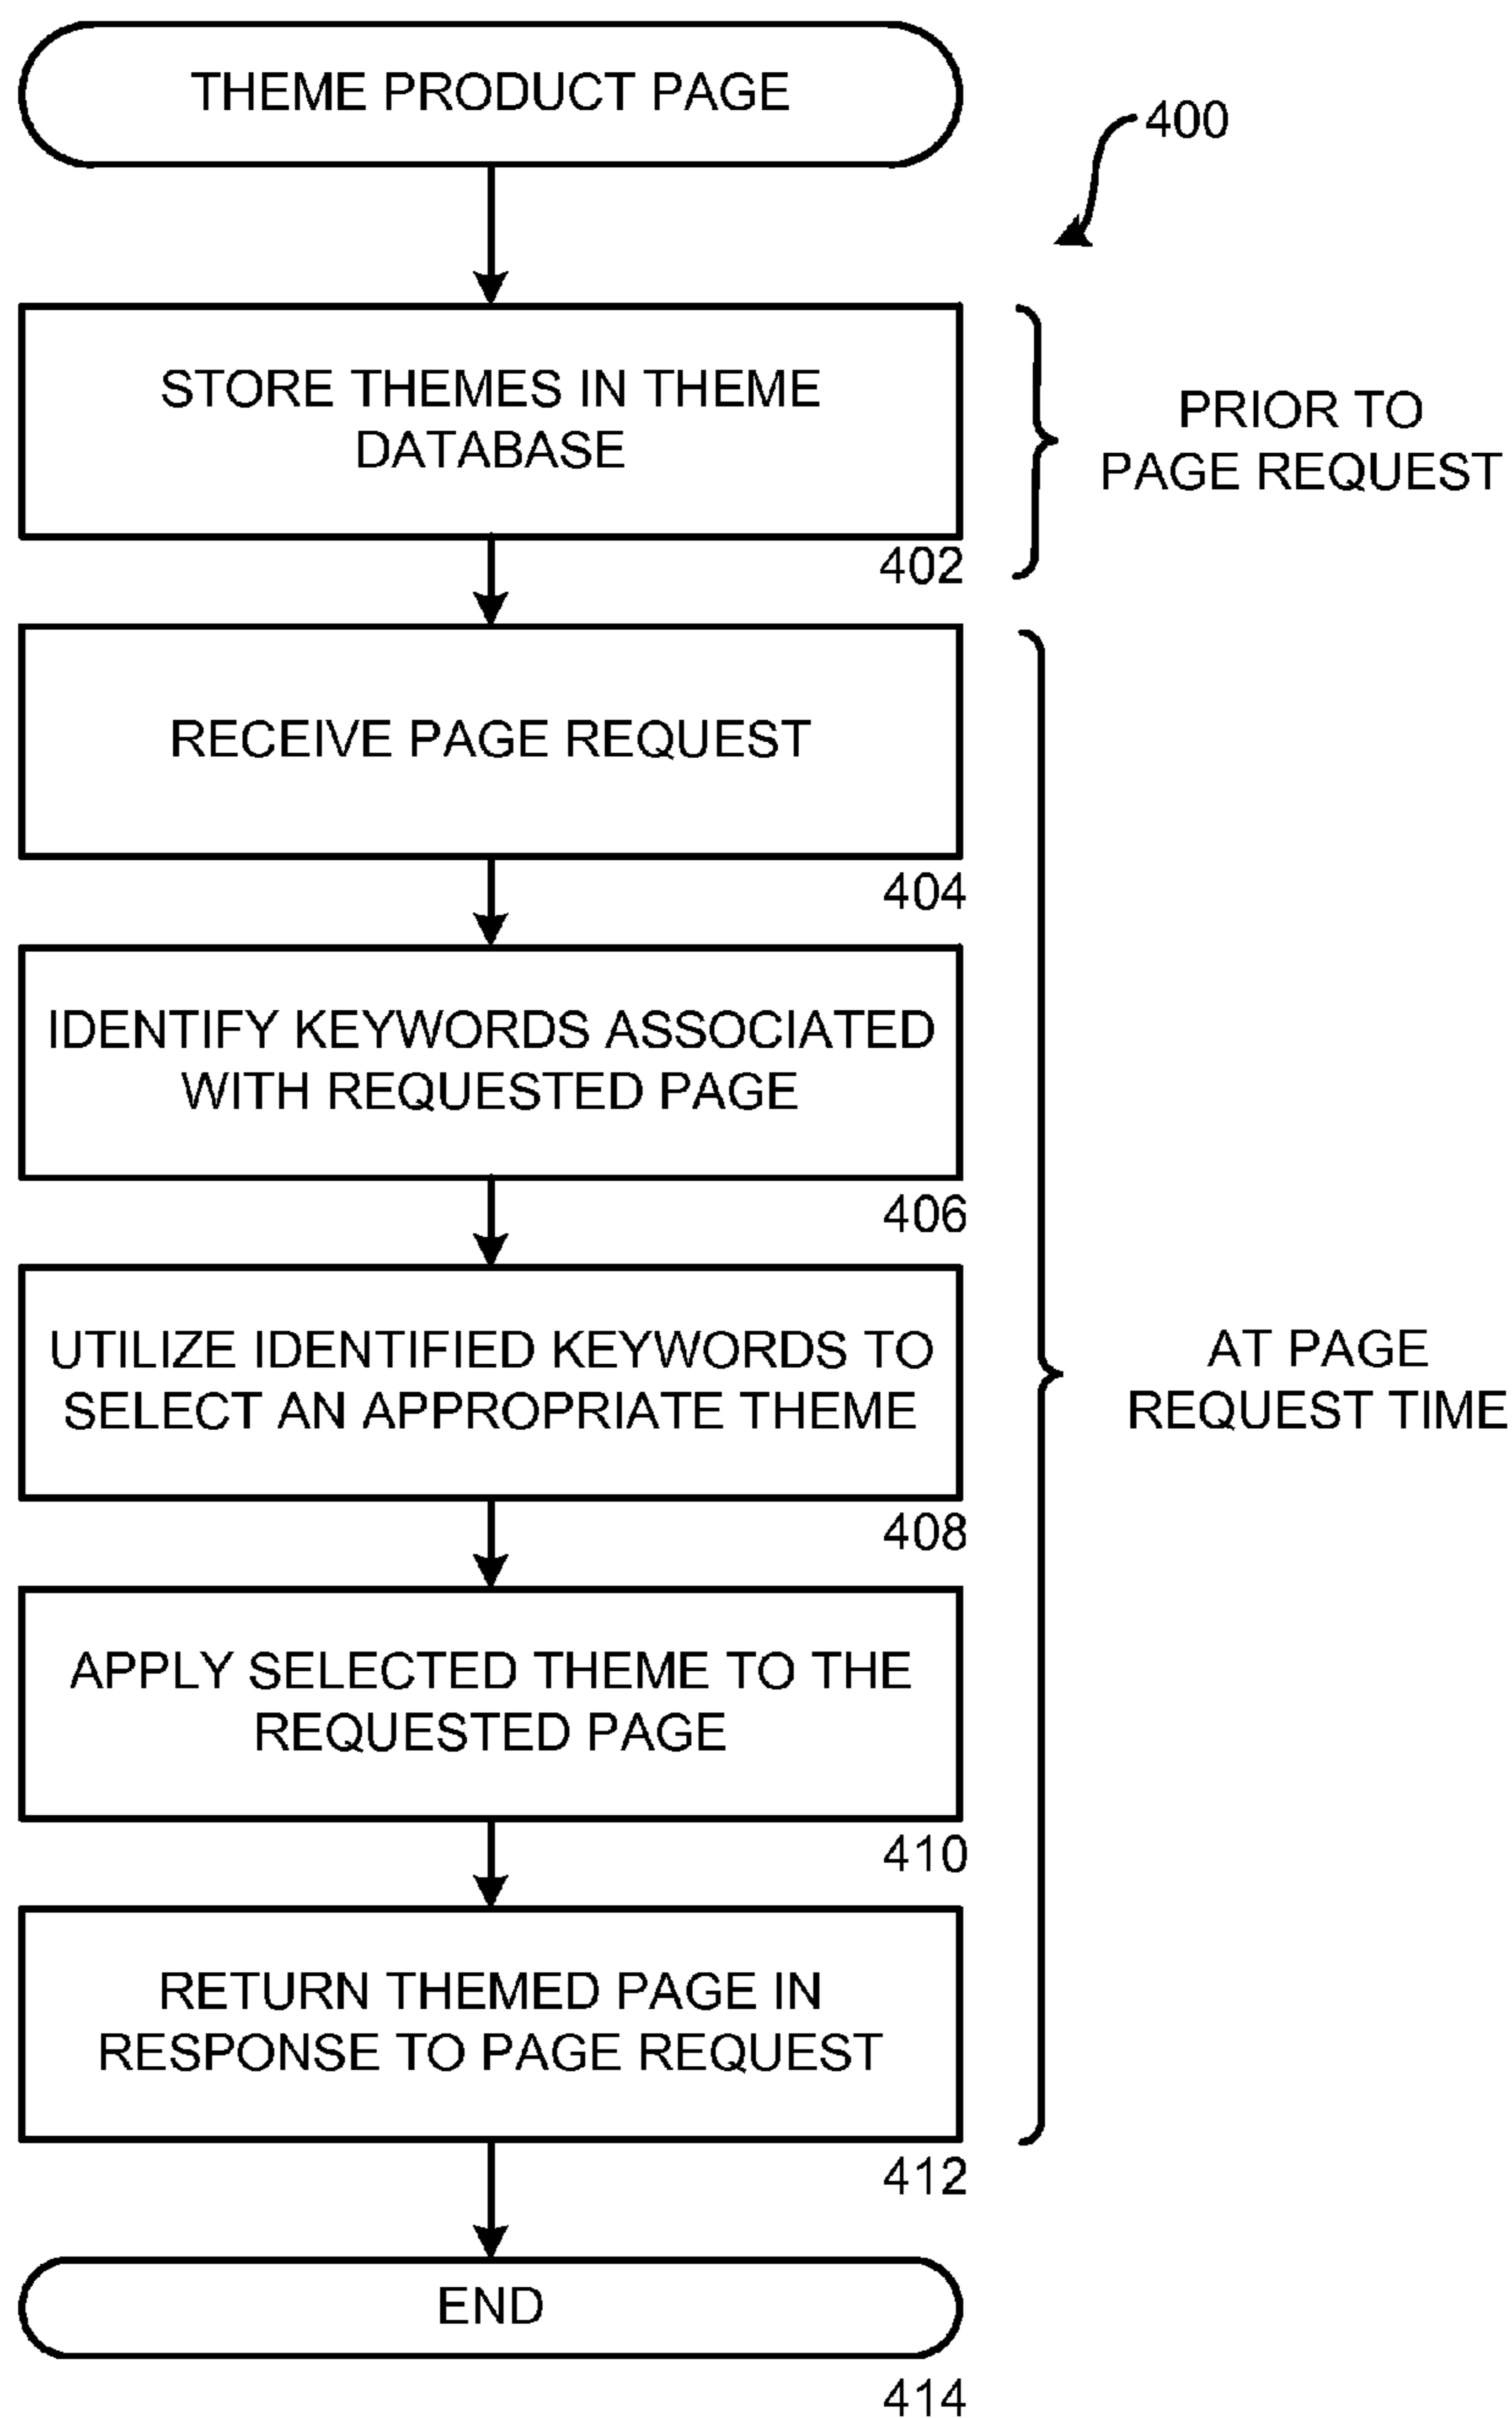 THEME PRODUCT PAGE
400
STORE THEMES IN THEME
DATABASE
402
PRIOR TO
PAGE REQUEST
RECEIVE PAGE REQUEST
404
IDENTIFY KEYWORDS ASSOCIATED
WITH REQUESTED PAGE
406
UTILIZE IDENTIFIED KEYWORDS TO
SELECT AN APPROPRIATE THEME
408
AT PAGE
REQUEST TIME
APPLY SELECTED THEME TO THE
REQUESTED PAGE
410
RETURN THEMED PAGE IN
RESPONSE TO PAGE REQUEST
412
END
414